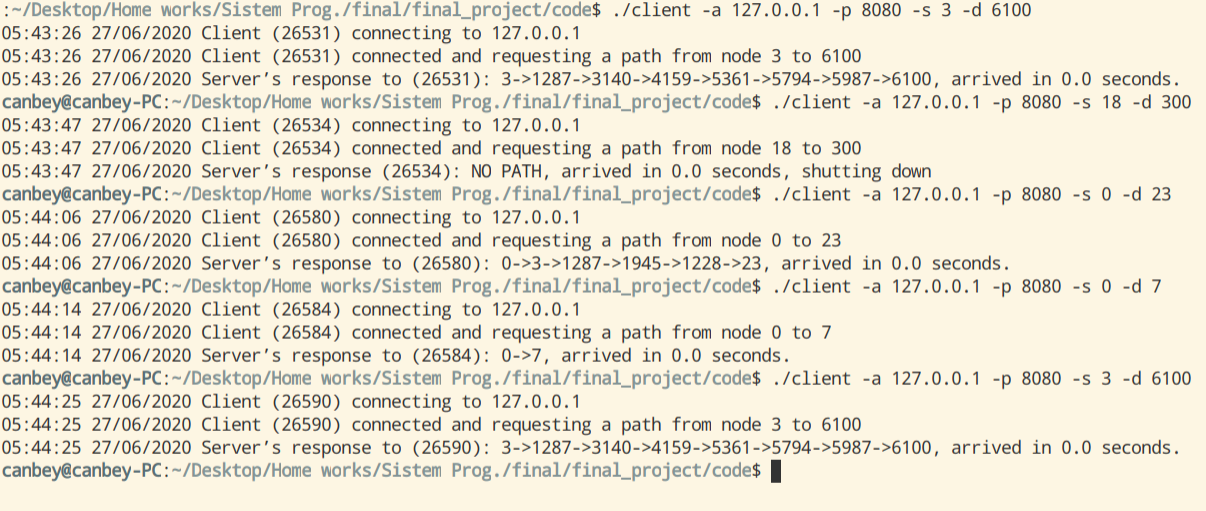 :~/Desktop/Home works/Sistem Prog./final/final_project/code$ ./client -a 127.0.0.1 -p 8080 -s 3 -d 6100
05:43:26 27/06/2020 Client (26531) connecting to 127.0.0.1
05:43:26 27/06/2020 Client (26531) connected and requesting a path from node 3 to 6100
05:43:26 27/06/2020 Server’s response to (26531): 3->1287->3140->4159->5361->5794->5987->6100, arrived in 0.0 seconds.
canbey@canbey-PC:~/Desktop/Home works/Sistem Prog./final/final_project/code$ ./client -a 127.0.0.1 -p 8080 -s 18 -d 300
05:43:47 27/06/2020 Client (26534) connecting to 127.0.0.1
05:43:47 27/06/2020 Client (26534) connected and requesting a path from node 18 to 300
05:43:47 27/06/2020 Server’s response (26534): NO PATH, arrived in 0.0 seconds, shutting down
canbey@canbey-PC:~/Desktop/Home works/Sistem Prog./final/final_project/code$ ./client -a 127.0.0.1 -p 8080 -s 0 -d 23
05:44:06 27/06/2020 Client (26580) connecting to 127.0.0.1
05:44:06 27/06/2020 Client (26580) connected and requesting a path from node 0 to 23
05:44:06 27/06/2020 Server’s response to (26580): 0->3->1287->1945->1228->23, arrived in 0.0 seconds.
canbey@canbey-PC:~/Desktop/Home works/Sistem Prog./final/final_project/code$ ./client -a 127.0.0.1 -p 8080 -s 0 -d 7
05:44:14 27/06/2020 Client (26584) connecting to 127.0.0.1
05:44:14 27/06/2020 Client (26584) connected and requesting a path from node 0 to 7
05:44:14 27/06/2020 Server’s response to (26584): 0->7, arrived in 0.0 seconds.
canbey@canbey-PC:~/Desktop/Home works/Sistem Prog./final/final_project/code$ ./client -a 127.0.0.1 -p 8080 -s 3 -d 6100
05:44:25 27/06/2020 Client (26590) connecting to 127.0.0.1
05:44:25 27/06/2020 Client (26590) connected and requesting a path from node 3 to 6100
05:44:25 27/06/2020 Server’s response to (26590): 3->1287->3140->4159->5361->5794->5987->6100, arrived in 0.0 seconds.
canbey@canbey-PC:~/Desktop/Home works/Sistem Prog./final/final_project/code$